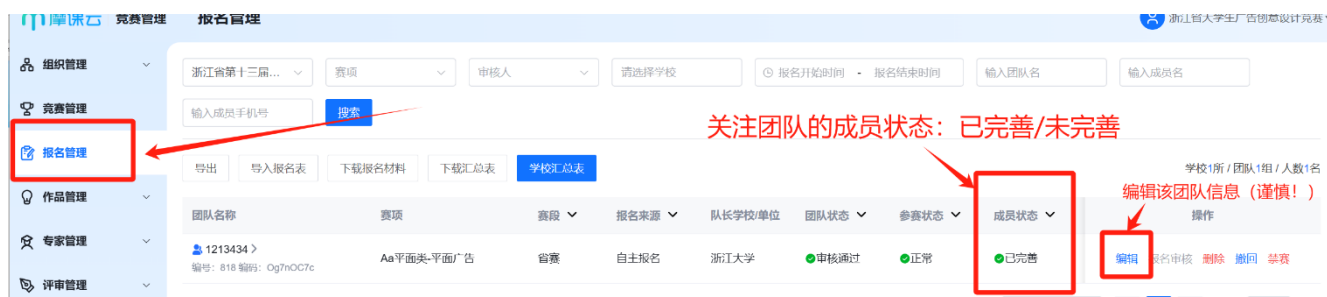 摩课云 竞赛管理 报名管理 浙江省大学生广告创意设计竞赛
组织管理
浙江省第十三届... 赛项 审核人 请选择学校 报名开始时间 - 报名结束时间 输入团队名 输入成员名
竞赛管理
输入成员手机号 搜索
关注团队的成员状态：已完善/未完善
报名管理
导出 导入报名表 下载报名材料 下载汇总表 学校汇总表
学校1所 / 团队1组 / 人数1名
编辑该团队信息（谨慎！）
作品管理
团队名称 赛项 赛段 报名来源 队长学校/单位 团队状态 参赛状态 成员状态 操作
专家管理
1213434 Aa平面类-平面广告 省赛 自主报名 浙江大学 审核通过 正常 已完善 编辑 报名审核 删除 撤回 禁赛
编号：818 编码：Og7nOC7c
评审管理